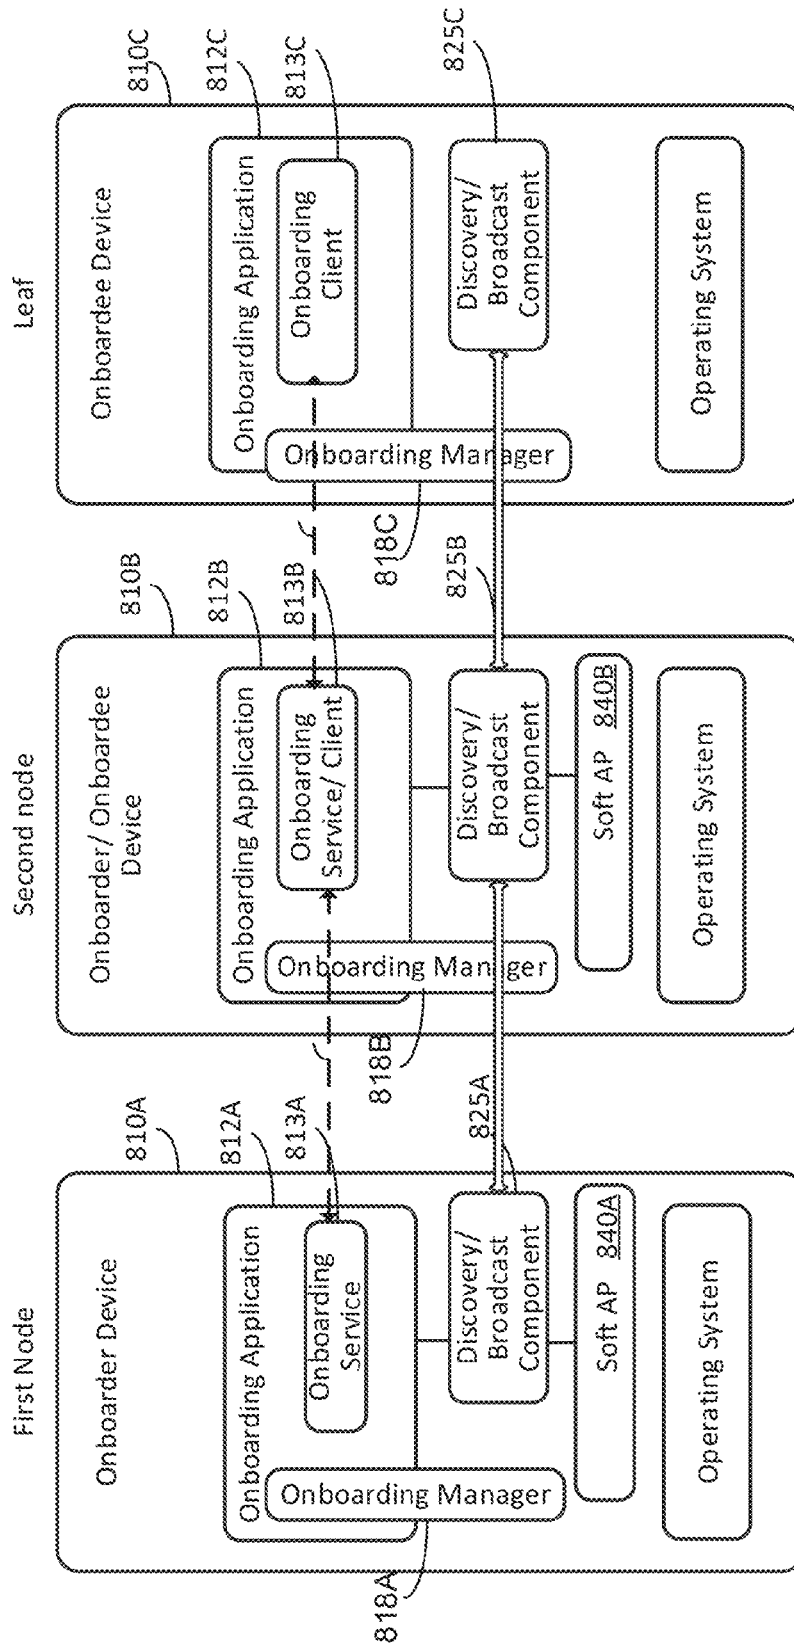 First Node
Onboarder Device
Onboarding Application
Onboarding
Service
Onboarding Manager
Discovery/
Broadcast
Component
Soft AP 840A
Operating System
810A
812A
813A
825A
818A
Second node
Onboarder/ Onboardee
Device
Onboarding Application
Onboarding
Service/ Client
Onboarding Manager
Discovery/
Broadcast
Component
Soft AP 840B
Operating System
810B
812B
813B
825B
818B
Leaf
Onboardee Device
Onboarding Application
Onboarding
Client
Onboarding Manager
Discovery/
Broadcast
Component
Operating System
810C
812C
813C
825C
818C